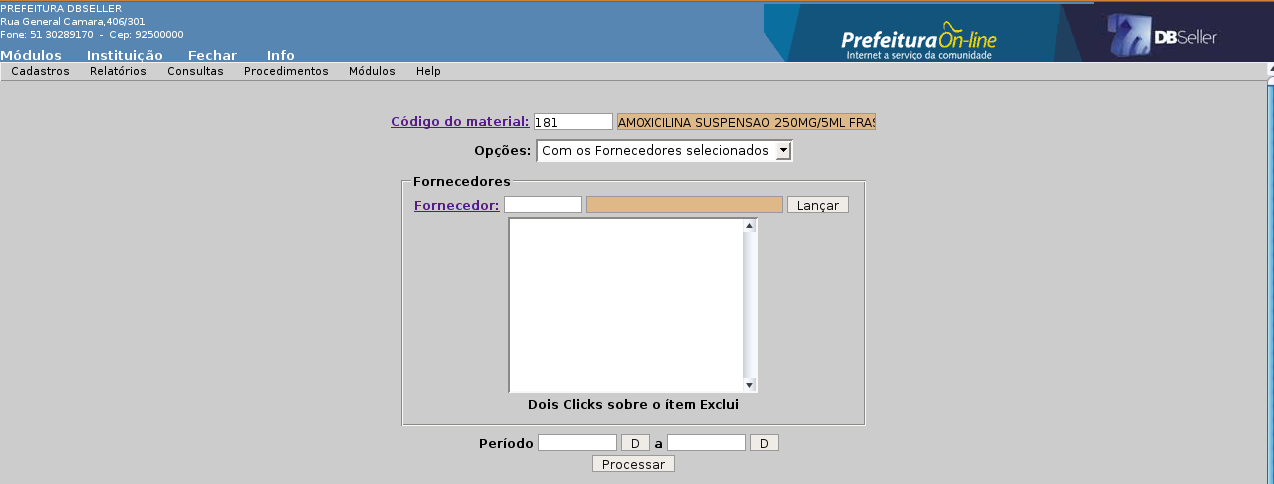 PREFEITURA DBSELLER
Rua General Camara,406/301
Fone: 51 30289170 - Cep: 92500000
Módulos Instituição Fechar Info
PrefeituraOn-line
Internet a serviço da comunidade
DBSeller
Cadastros Relatórios Consultas Procedimentos Módulos Help
Código do material: 181 AMOXICILINA SUSPENSAO 250MG/5ML FRAS
Opções: Com os Fornecedores selecionados
Fornecedores
Fornecedor: Lançar
Dois Clicks sobre o ítem Exclui
Período D a D
Processar